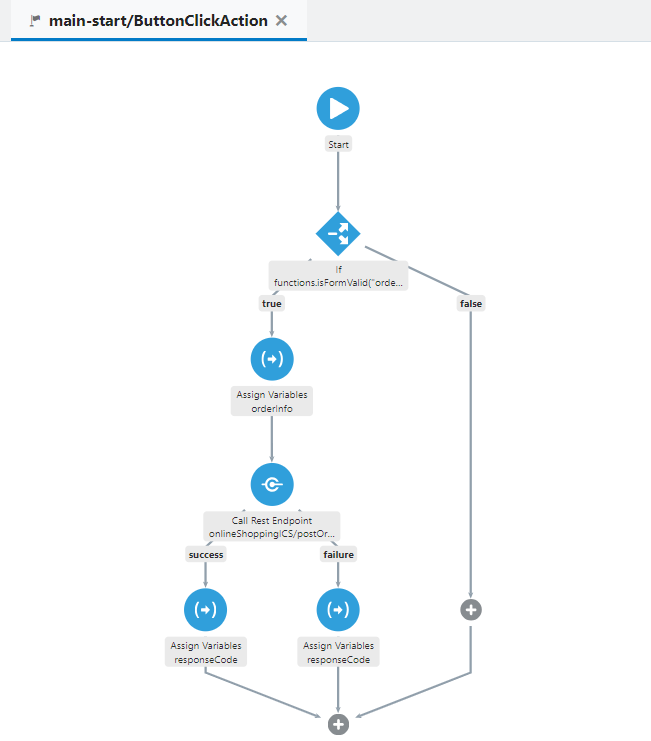 main-start/ButtonClickAction
Start
If
functions.isFormValid("orde...
true
false
Assign Variables
orderInfo
Call Rest Endpoint
onlineShoppingICS/postOr...
success
failure
Assign Variables
responseCode
Assign Variables
responseCode